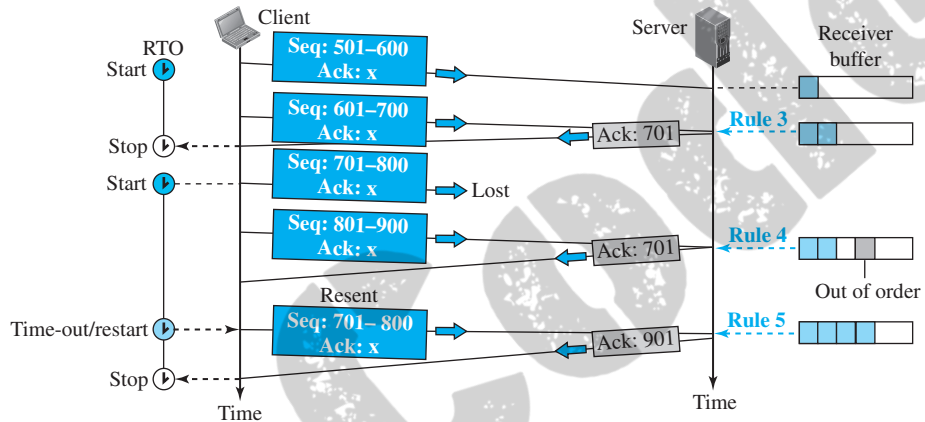 Client
Server
Receiver
buffer
RTO
Start
Seq: 501–600
Ack: x
Seq: 601–700
Ack: x
Rule 3
Ack: 701
Stop
Start
Seq: 701–800
Ack: x
Lost
Seq: 801–900
Ack: x
Rule 4
Ack: 701
Out of order
Resent
Time-out/restart
Seq: 701– 800
Ack: x
Rule 5
Ack: 901
Stop
Time
Time